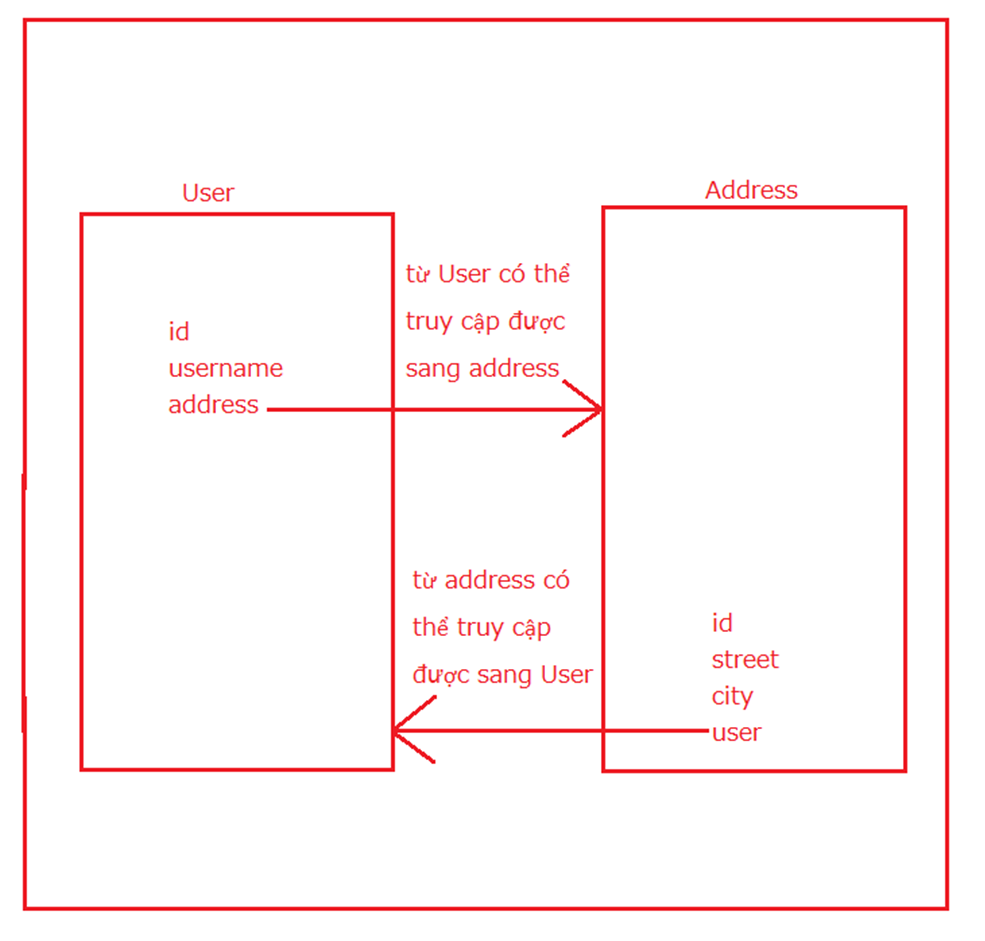 User
Address
từ User có thể
truy cập được
sang address
id
username
address
từ address có
thể truy cập
được sang User
id
street
city
user